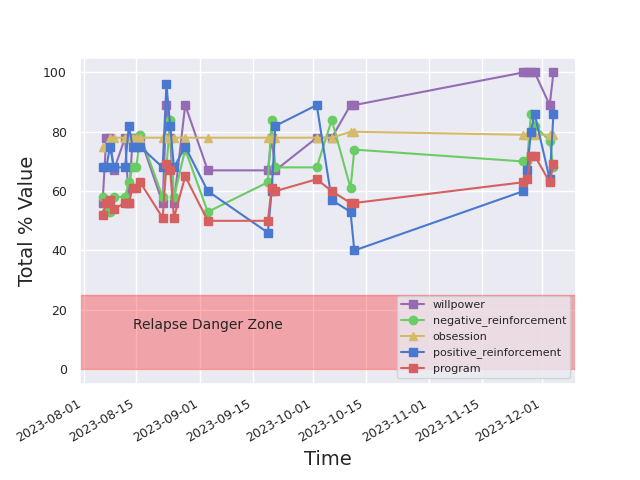 Total % Value
100
80
60
40
20
0
Relapse Danger Zone
willpower
negative_reinforcement
obsession
positive_reinforcement
program
2023-08-01
2023-08-15
2023-09-01
2023-09-15
2023-10-01
2023-10-15
2023-11-01
2023-11-15
2023-12-01
Time